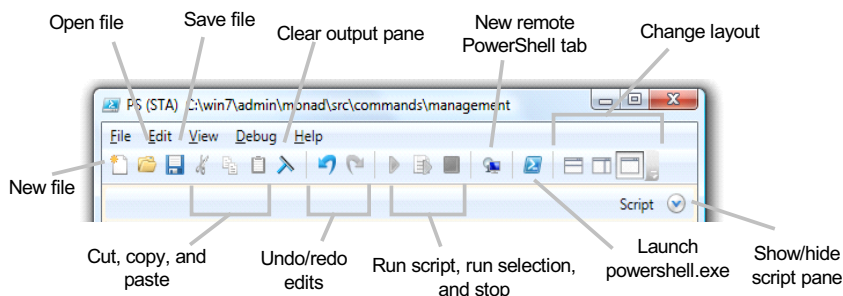 Open file
Save file
Clear output pane
New remote
PowerShell tab
Change layout
PS (STA) C:\win7\admin\monad\src\commands\management
File Edit View Debug Help
New file
Script
Cut, copy, and
paste
Undo/redo
edits
Run script, run selection,
and stop
Launch
powershell.exe
Show/hide
script pane